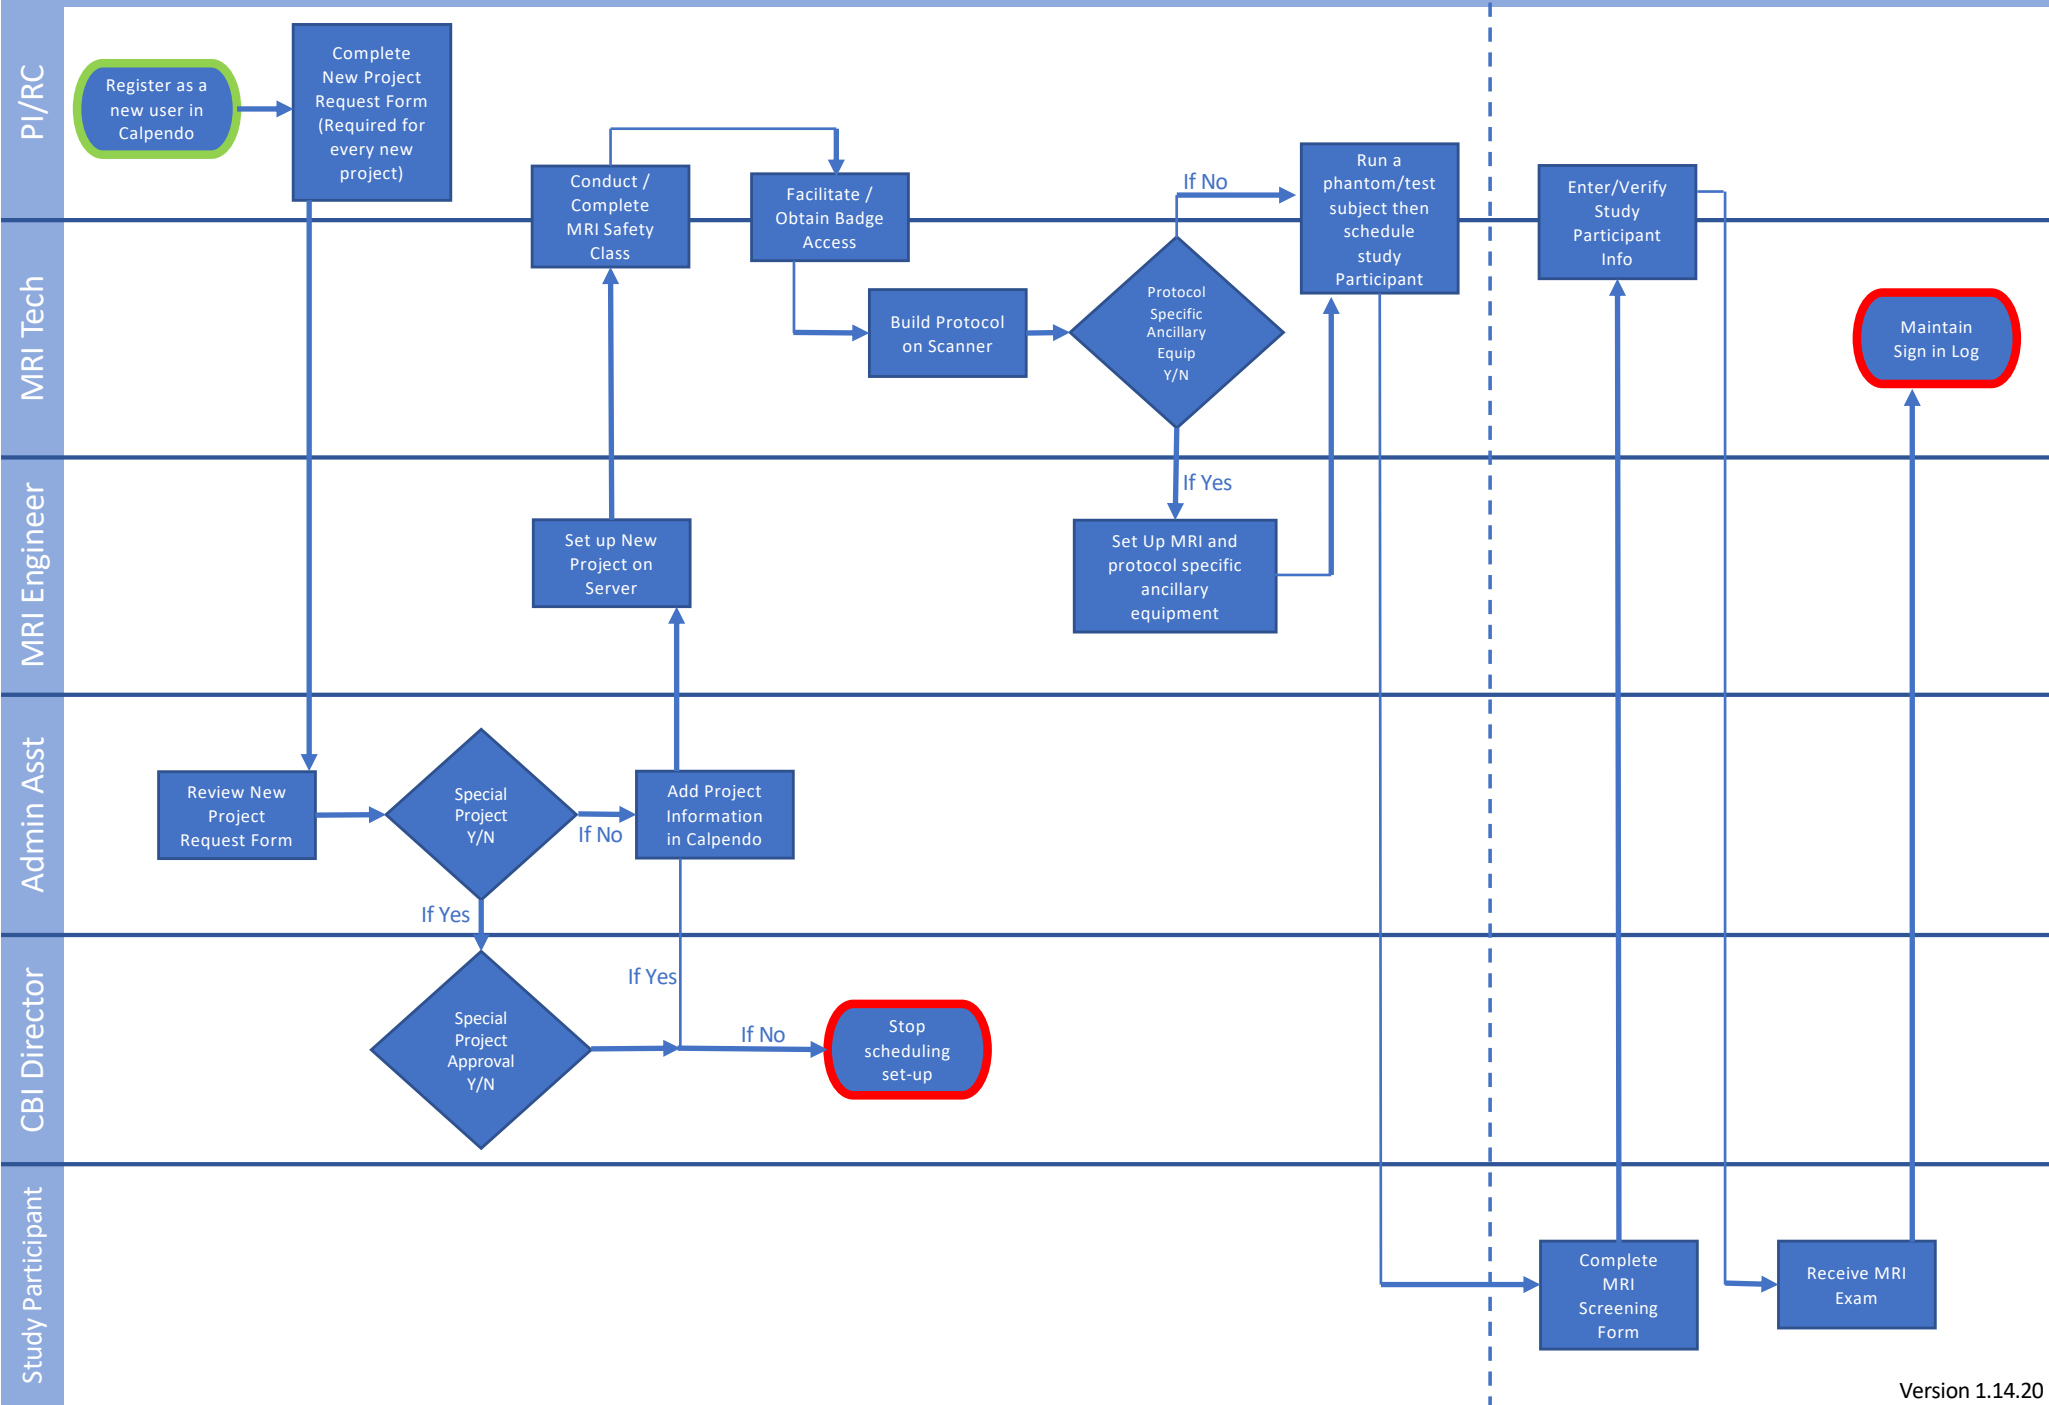 PI/RC
Register as a
new user in
Calpendo
Complete
New Project
Request Form
(Required for
every new
project)
Conduct /
Complete
MRI Safety
Class
Facilitate /
Obtain Badge
Access
If No
Run a
phantom/test
subject then
schedule
study
Participant
Enter/Verify
Study
Participant
Info
MRI Tech
Build Protocol
on Scanner
Protocol
Specific
Ancillary
Equip
Y/N
Maintain
Sign in Log
MRI Engineer
If Yes
Set up New
Project on
Server
Set Up MRI and
protocol specific
ancillary
equipment
Admin Asst
Review New
Project
Request Form
Special
Project
Y/N
If No
Add Project
Information
in Calpendo
If Yes
CBI Director
Special
Project
Approval
Y/N
If Yes
If No
Stop
scheduling
set-up
Study Participant
Complete
MRI
Screening
Form
Receive MRI
Exam
Version 1.14.20